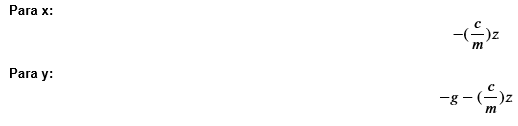 Para x:
−(c/m)z
Para y:
−g − (c/m)z